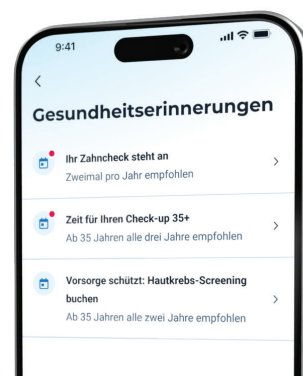 9:41
Gesundheitserinnerungen
Ihr Zahncheck steht an
Zweimal pro Jahr empfohlen
Zeit für Ihren Check-up 35+
Ab 35 Jahren alle drei Jahre empfohlen
Vorsorge schützt: Hautkrebs-Screening
buchen
Ab 35 Jahren alle zwei Jahre empfohlen